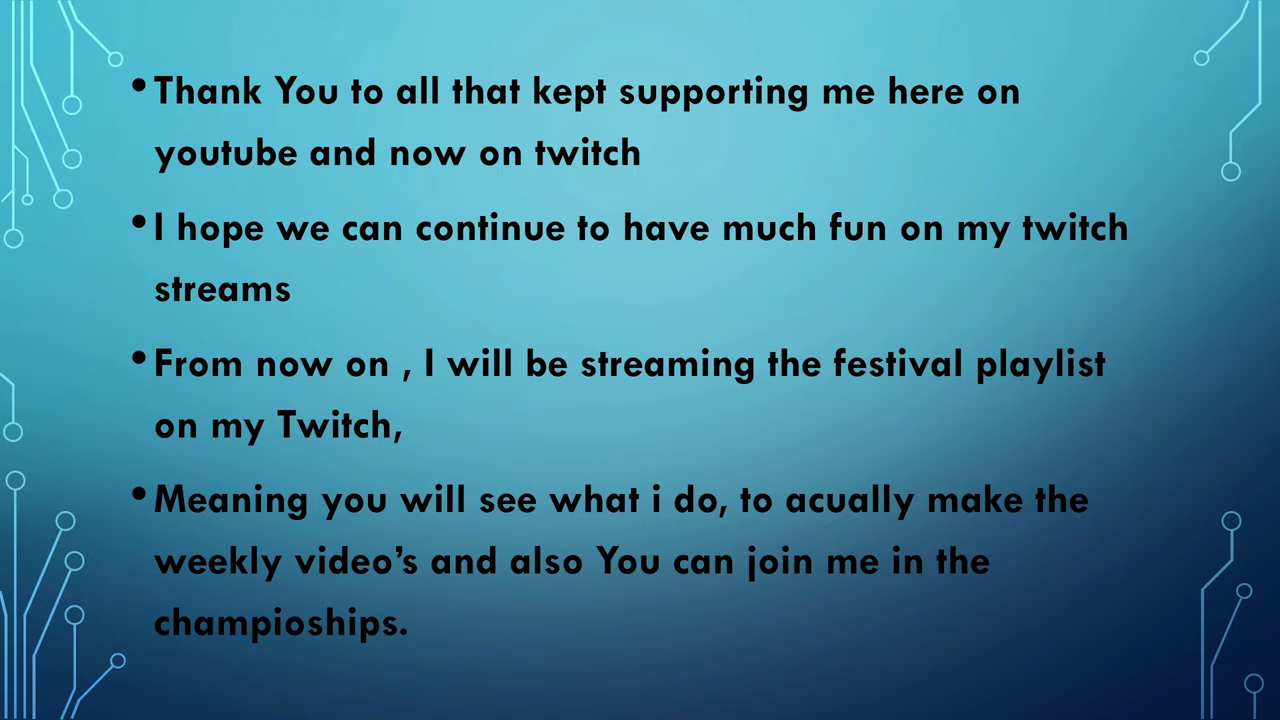 • Thank You to all that kept supporting me here on
youtube and now on twitch
• I hope we can continue to have much fun on my twitch
streams
• From now on , I will be streaming the festival playlist
on my Twitch,
• Meaning you will see what i do, to acually make the
weekly video’s and also You can join me in the
champioships.